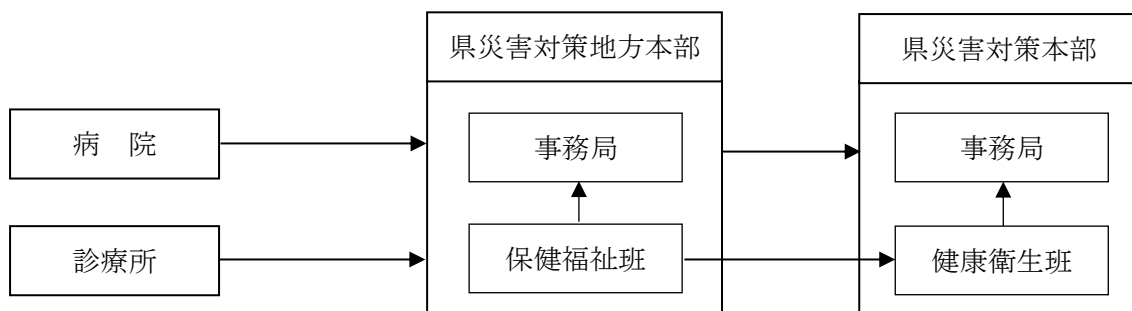 県災害対策地方本部
県災害対策本部
病　院
事務局
事務局
診療所
保健福祉班
健康衛生班